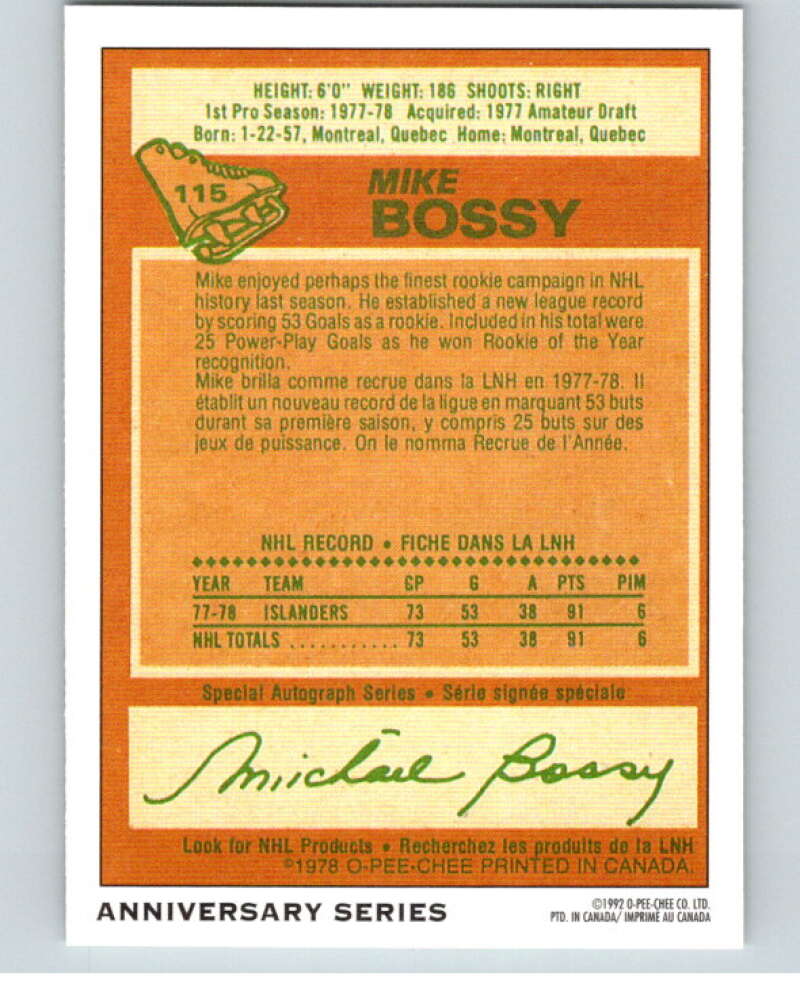 HEIGHT: 6'0" WEIGHT: 186 SHOOTS: RIGHT
1st Pro Season: 1977-78 Acquired: 1977 Amateur Draft
Born: 1-22-57, Montreal, Quebec Home: Montreal, Quebec
115
MIKE
BOSSY
Mike enjoyed perhaps the finest rookie campaign in NHL
history last season. He established a new league record
by scoring 53 Goals as a rookie. Included in his total were
25 Power-Play Goals as he won Rookie of the Year
recognition.
Mike brilla comme recrue dans la LNH en 1977-78. Il
établit un nouveau record de la ligue en marquant 53 buts
durant sa première saison, y compris 25 buts sur des
jeux de puissance. On le nomma Recrue de l'Année.
NHL RECORD • FICHE DANS LA LNH
YEAR TEAM GP G A PTS PIM
77-78 ISLANDERS 73 53 38 91 6
NHL TOTALS ............ 73 53 38 91 6
Special Autograph Series • Série signée spéciale
Michael Bossy
Look for NHL Products • Recherchez les produits de la LNH
©1978 O-PEE-CHEE PRINTED IN CANADA.
ANNIVERSARY SERIES
©1992 O-PEE-CHEE CO. LTD.
PTD. IN CANADA/ IMPRIMÉ AU CANADA